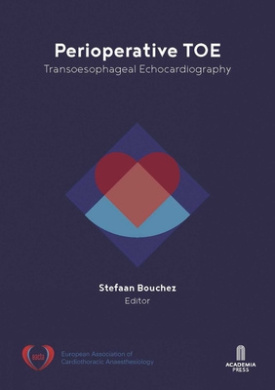 Perioperative TOE
Transoesophageal Echocardiography
Stefaan Bouchez
Editor
European Association of
Cardiothoracic Anaesthesiology
ACADEMIA
PRESS